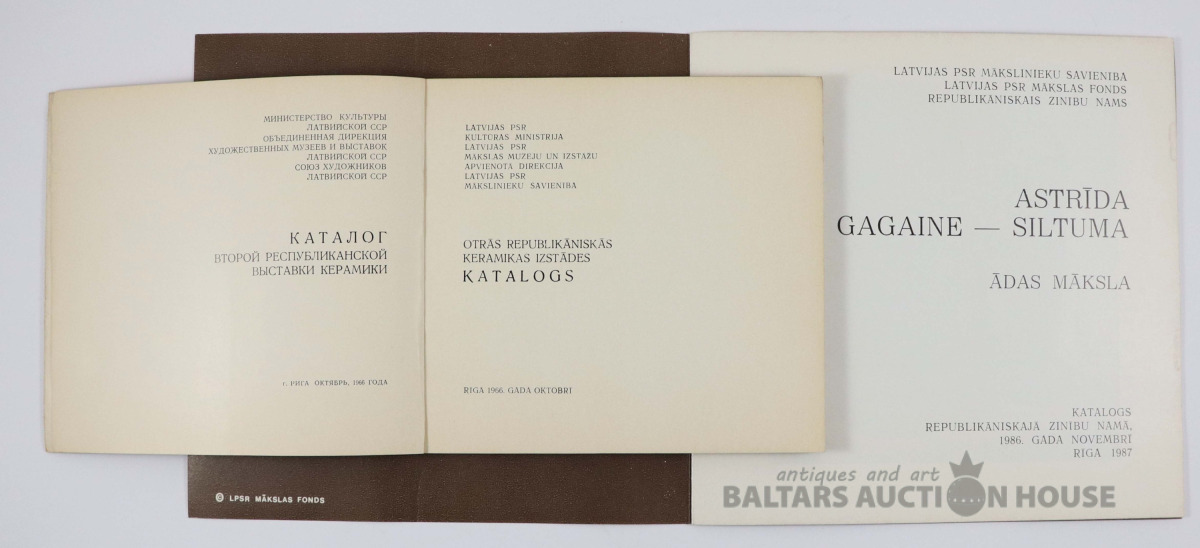 МИНИСТЕРСТВО КУЛЬТУРЫ
ЛАТВИЙСКОЙ ССР
ОБЪЕДИНЕННАЯ ДИРЕКЦИЯ
ХУДОЖЕСТВЕННЫХ МУЗЕЕВ И ВЫСТАВОК
ЛАТВИЙСКОЙ ССР
СОЮЗ ХУДОЖНИКОВ
ЛАТВИЙСКОЙ ССР
КАТАЛОГ
ВТОРОЙ РЕСПУБЛИКАНСКОЙ
ВЫСТАВКИ КЕРАМИКИ
г. РИГА ОКТЯБРЬ, 1966 ГОДА
LATVIJAS PSR
KULTŪRAS MINISTRIJA
LATVIJAS PSR
MĀKSLAS MUZEJU UN IZSTĀŽU
APVIENOTĀ DIREKCIJA
LATVIJAS PSR
MĀKSLINIEKU SAVIENĪBA
OTRĀS REPUBLIKĀNISKĀS
KERAMIKAS IZSTĀDES
KATALOGS
RĪGĀ 1966. GADA OKTOBRĪ
LATVIJAS PSR MĀKSLINIEKU SAVIENĪBA
LATVIJAS PSR MĀKSLAS FONDS
REPUBLIKĀNISKAIS ZINĪBU NAMS
ASTRĪDA
GAGAINE — SILTUMA
ĀDAS MĀKSLA
KATALOGS
REPUBLIKĀNISKAJĀ ZINĪBU NAMĀ,
1986. GADA NOVEMBRĪ
RĪGĀ 1987
LPSR MĀKSLAS FONDS
antiques and art
BALTARS AUCTION HOUSE